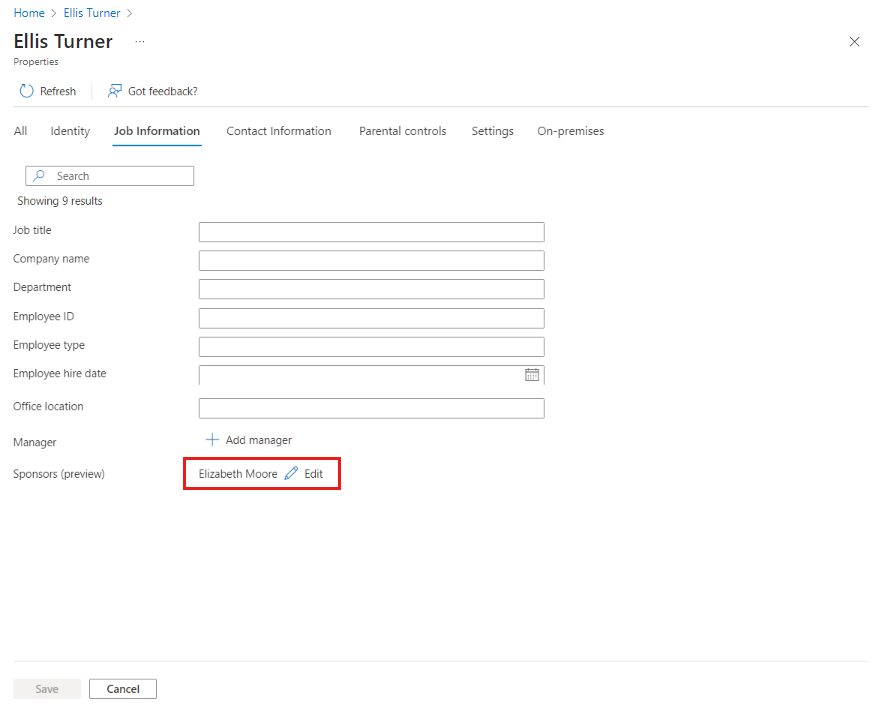 Home > Ellis Turner >
Ellis Turner ...
Properties
Refresh Got feedback?
All Identity Job Information Contact Information Parental controls Settings On-premises
Search
Showing 9 results
Job title
Company name
Department
Employee ID
Employee type
Employee hire date
Office location
Manager Add manager
Sponsors (preview) Elizabeth Moore Edit
Save Cancel